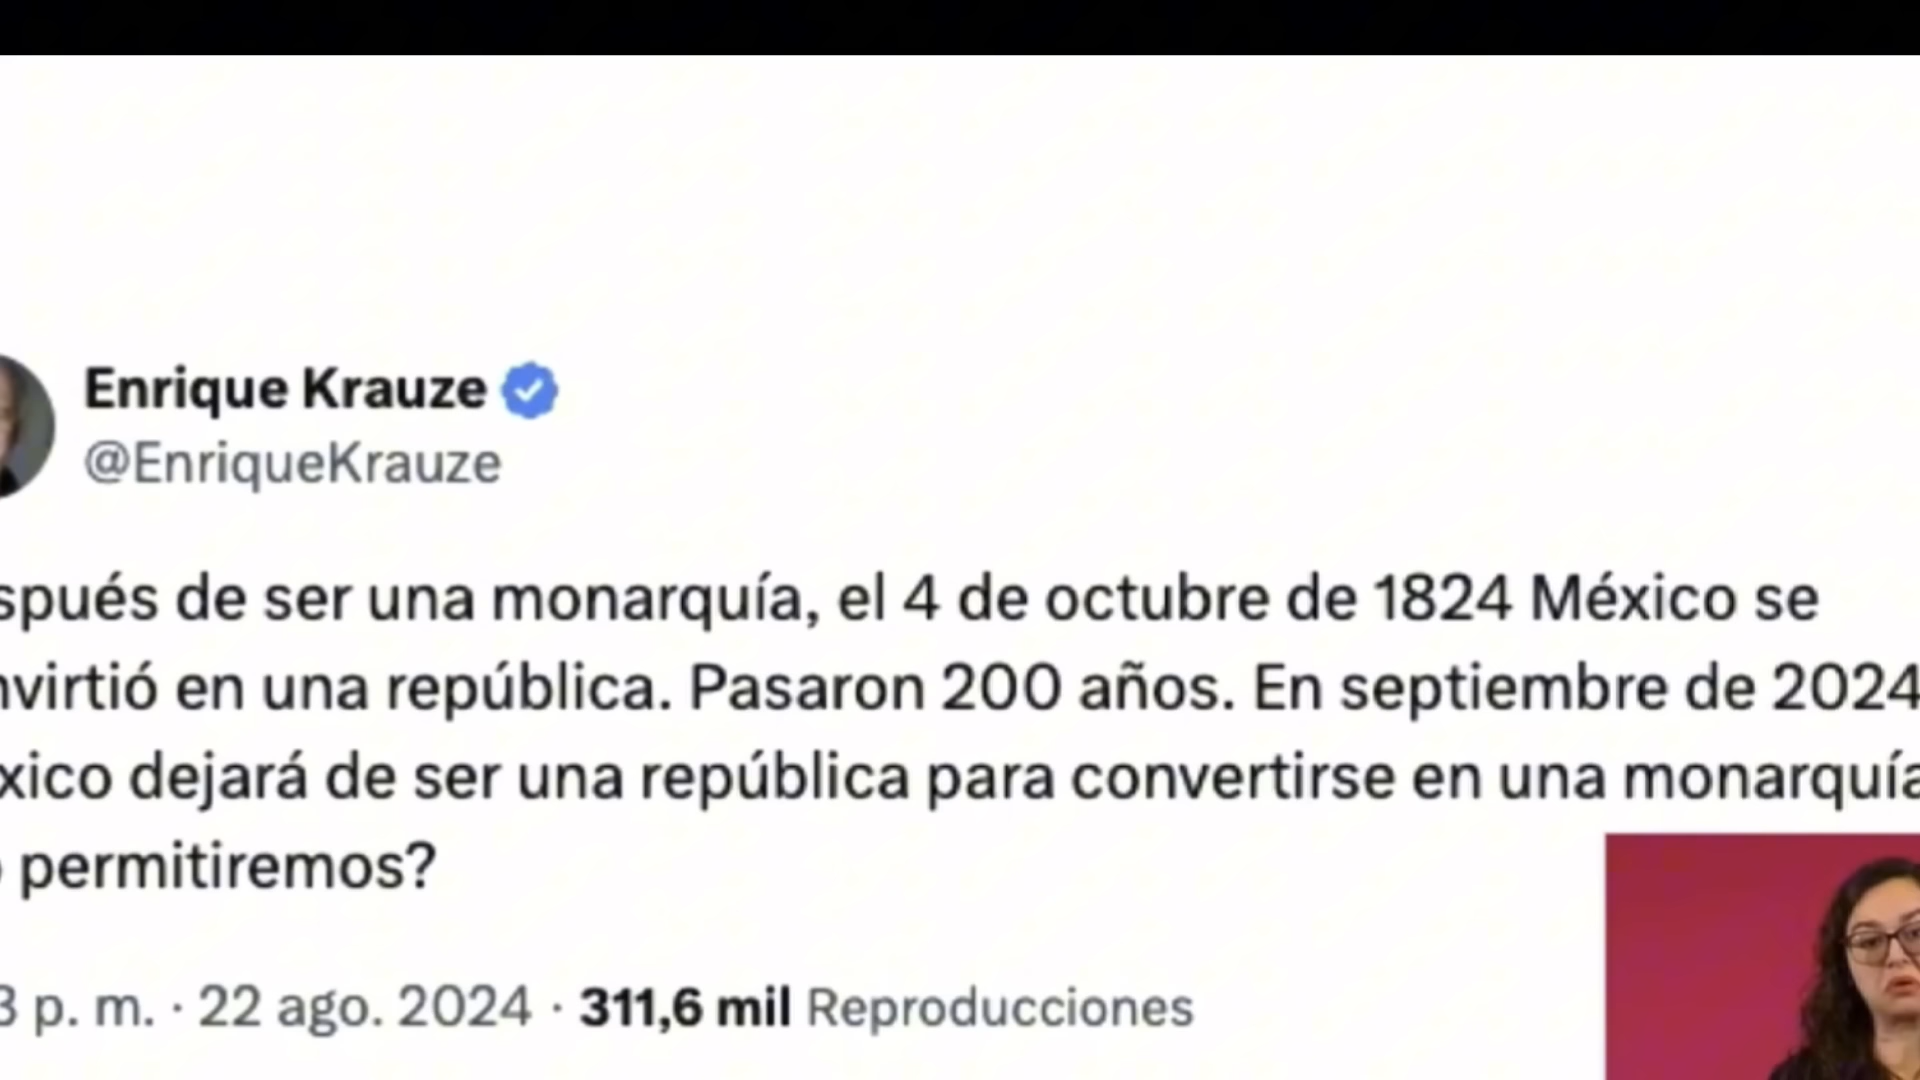 Enrique Krauze
@EnriqueKrauze
spués de ser una monarquía, el 4 de octubre de 1824 México se
nvirtió en una república. Pasaron 200 años. En septiembre de 2024
xico dejará de ser una república para convertirse en una monarquía
permitiremos?
3 p. m. · 22 ago. 2024 · 311,6 mil Reproducciones